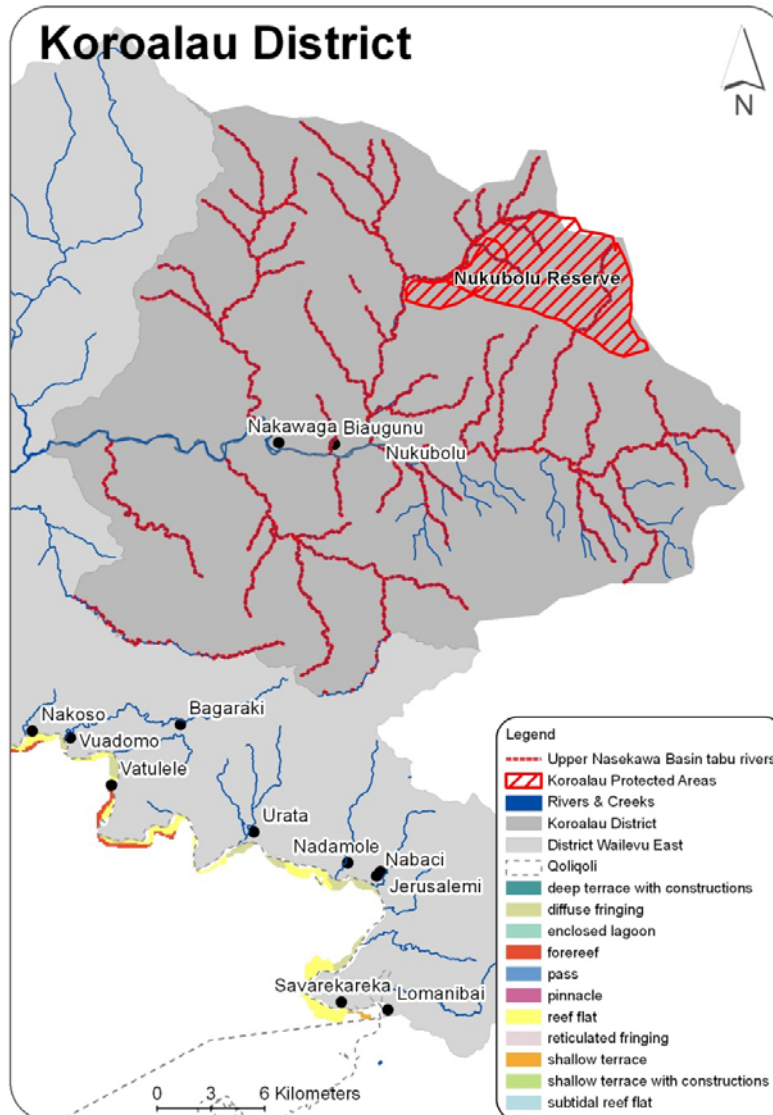 Koroalau District
N
Nukubolu Reserve
Nakawaga
Biaugunu
Nukubolu
Nakoso
Bagaraki
Vuadomo
Vatulele
Urata
Nadamole
Nabaci
Jerusalemi
Savarekareka
Lomanibai
0 3 6 Kilometers
Legend
Upper Nasekawa Basin tabu rivers
Koroalau Protected Areas
Rivers & Creeks
Koroalau District
District Wailevu East
Qoliqoli
deep terrace with constructions
diffuse fringing
enclosed lagoon
forereef
pass
pinnacle
reef flat
reticulated fringing
shallow terrace
shallow terrace with constructions
subtidal reef flat